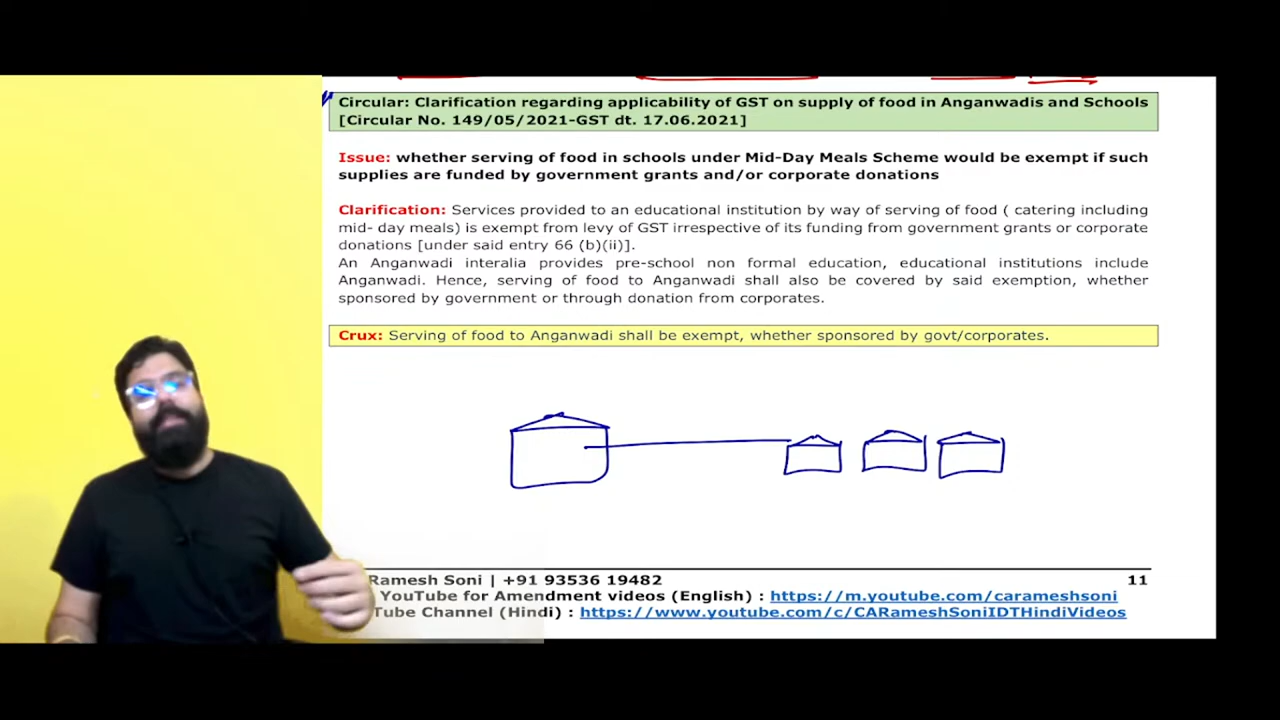 Circular: Clarification regarding applicability of GST on supply of food in Anganwadis and Schools
[Circular No. 149/05/2021-GST dt. 17.06.2021]
Issue: whether serving of food in schools under Mid-Day Meals Scheme would be exempt if such
supplies are funded by government grants and/or corporate donations
Clarification: Services provided to an educational institution by way of serving of food ( catering including
mid- day meals) is exempt from levy of GST irrespective of its funding from government grants or corporate
donations [under said entry 66 (b)(ii)].
An Anganwadi interalia provides pre-school non formal education, educational institutions include
Anganwadi. Hence, serving of food to Anganwadi shall also be covered by said exemption, whether
sponsored by government or through donation from corporates.
Crux: Serving of food to Anganwadi shall be exempt, whether sponsored by govt/corporates.
Ramesh Soni | +91 93536 19482 11
YouTube for Amendment videos (English) : https://m.youtube.com/carameshsoni
Tube Channel (Hindi) : https://www.youtube.com/c/CARameshSoniIDTHindiVideos